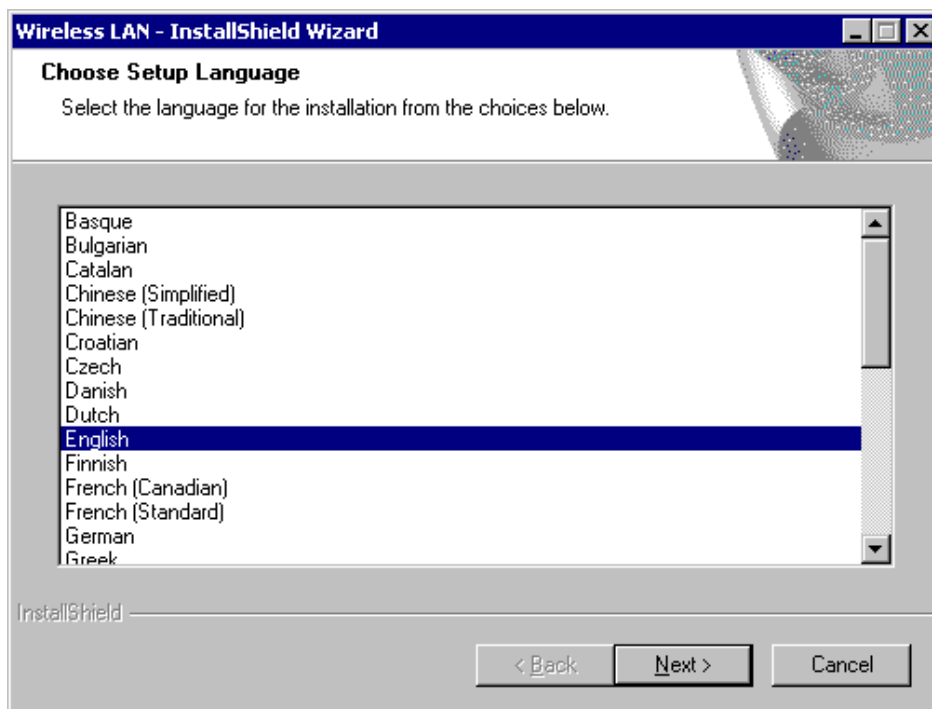 Wireless LAN - InstallShield Wizard
Choose Setup Language
Select the language for the installation from the choices below.
Basque
Bulgarian
Catalan
Chinese (Simplified)
Chinese (Traditional)
Croatian
Czech
Danish
Dutch
English
Finnish
French (Canadian)
French (Standard)
German
Greek
InstallShield
< Back Next > Cancel